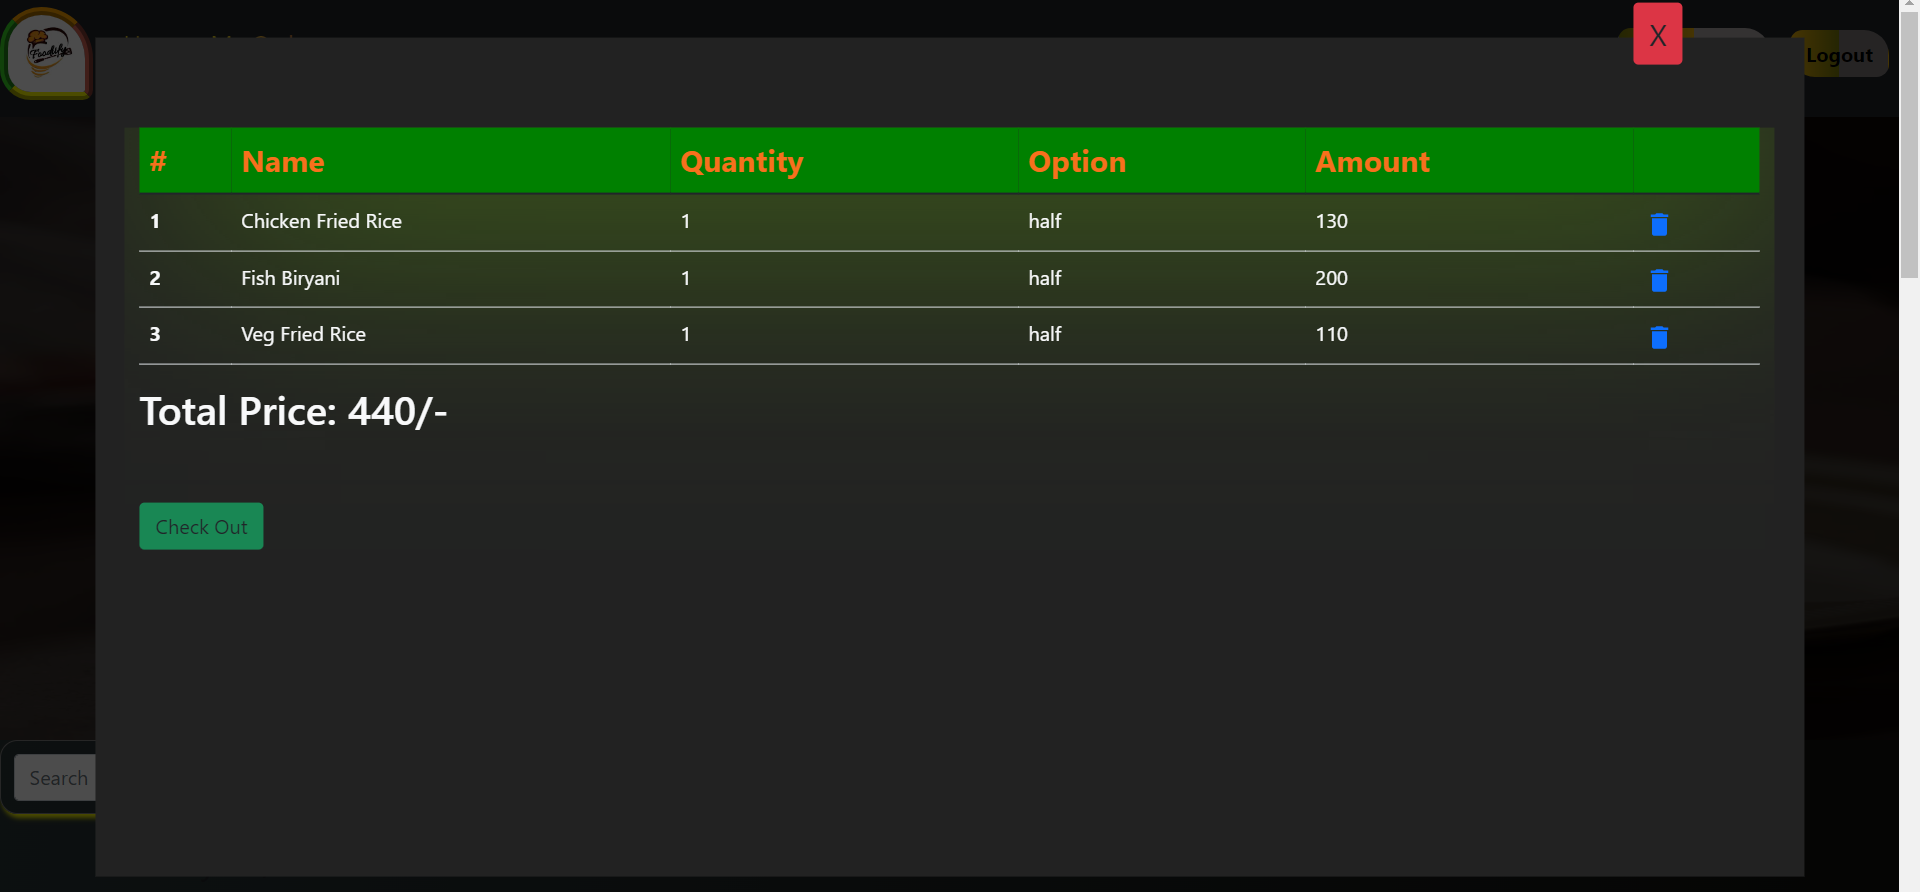 Foodify
X
Logout
# Name Quantity Option Amount
1 Chicken Fried Rice 1 half 130
2 Fish Biryani 1 half 200
3 Veg Fried Rice 1 half 110
Total Price: 440/-
Check Out
Search